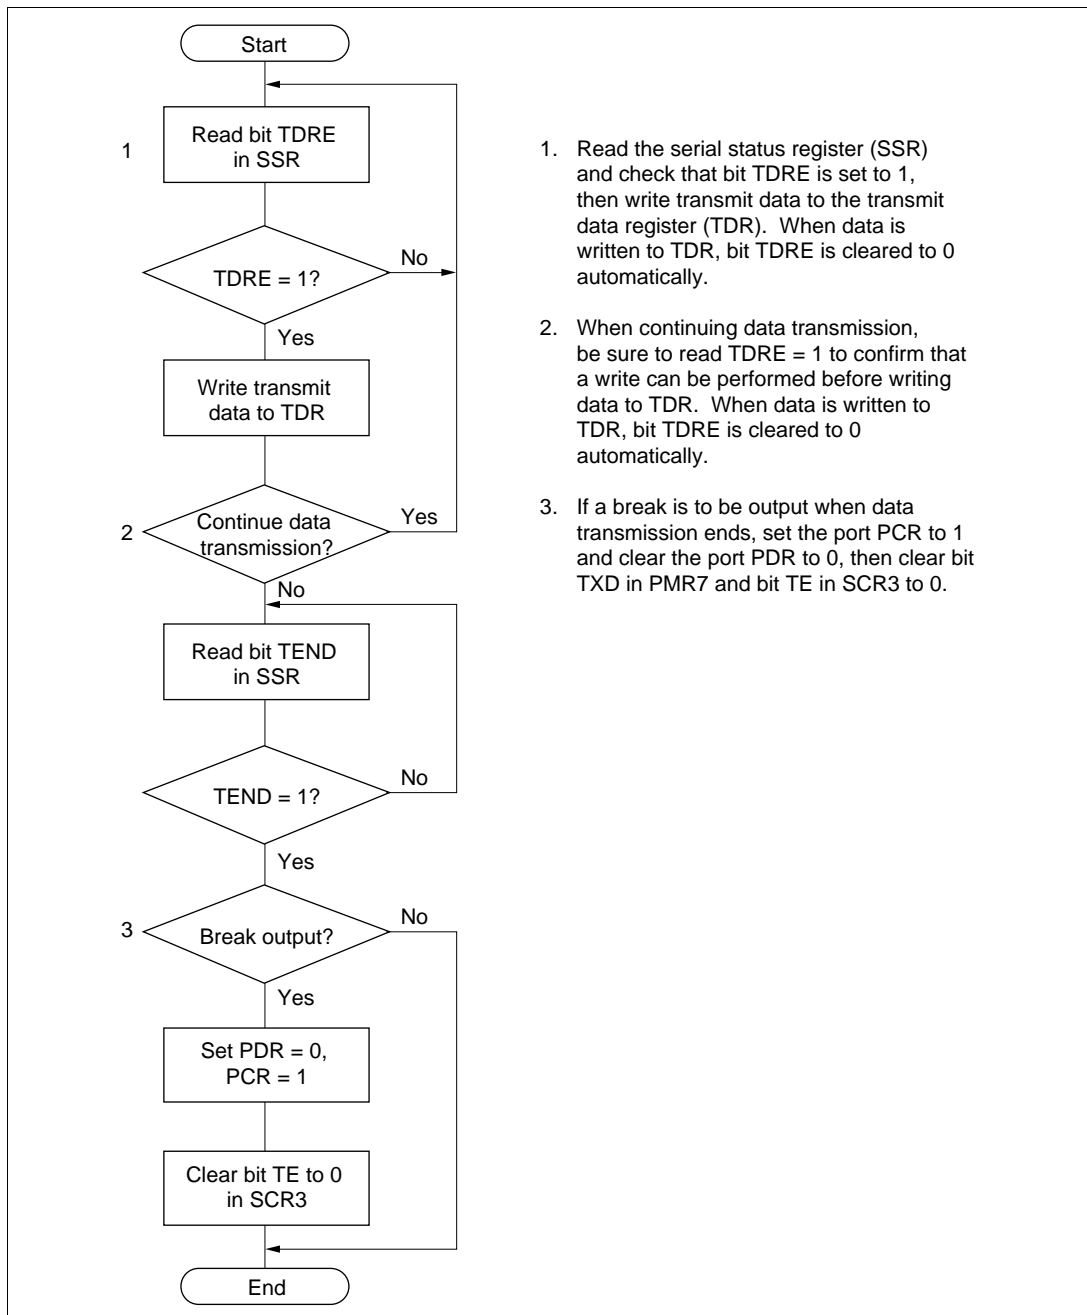 Start
1
Read bit TDRE
in SSR
TDRE = 1?
No
Yes
Write transmit
data to TDR
2
Continue data
transmission?
Yes
No
Read bit TEND
in SSR
TEND = 1?
No
Yes
3
Break output?
No
Yes
Set PDR = 0,
PCR = 1
Clear bit TE to 0
in SCR3
End
1. Read the serial status register (SSR)
and check that bit TDRE is set to 1,
then write transmit data to the transmit
data register (TDR). When data is
written to TDR, bit TDRE is cleared to 0
automatically.
2. When continuing data transmission,
be sure to read TDRE = 1 to confirm that
a write can be performed before writing
data to TDR. When data is written to
TDR, bit TDRE is cleared to 0
automatically.
3. If a break is to be output when data
transmission ends, set the port PCR to 1
and clear the port PDR to 0, then clear bit
TXD in PMR7 and bit TE in SCR3 to 0.